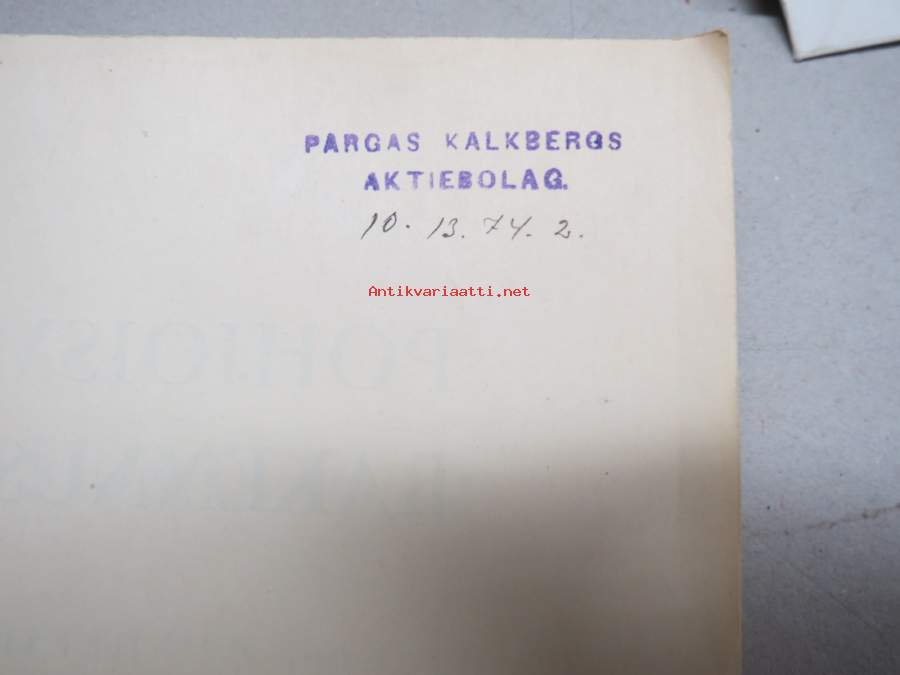 PARGAS KALKBERGS
AKTIEBOLAG.
10. 13. 74. 2.
Antikvariaatti.net